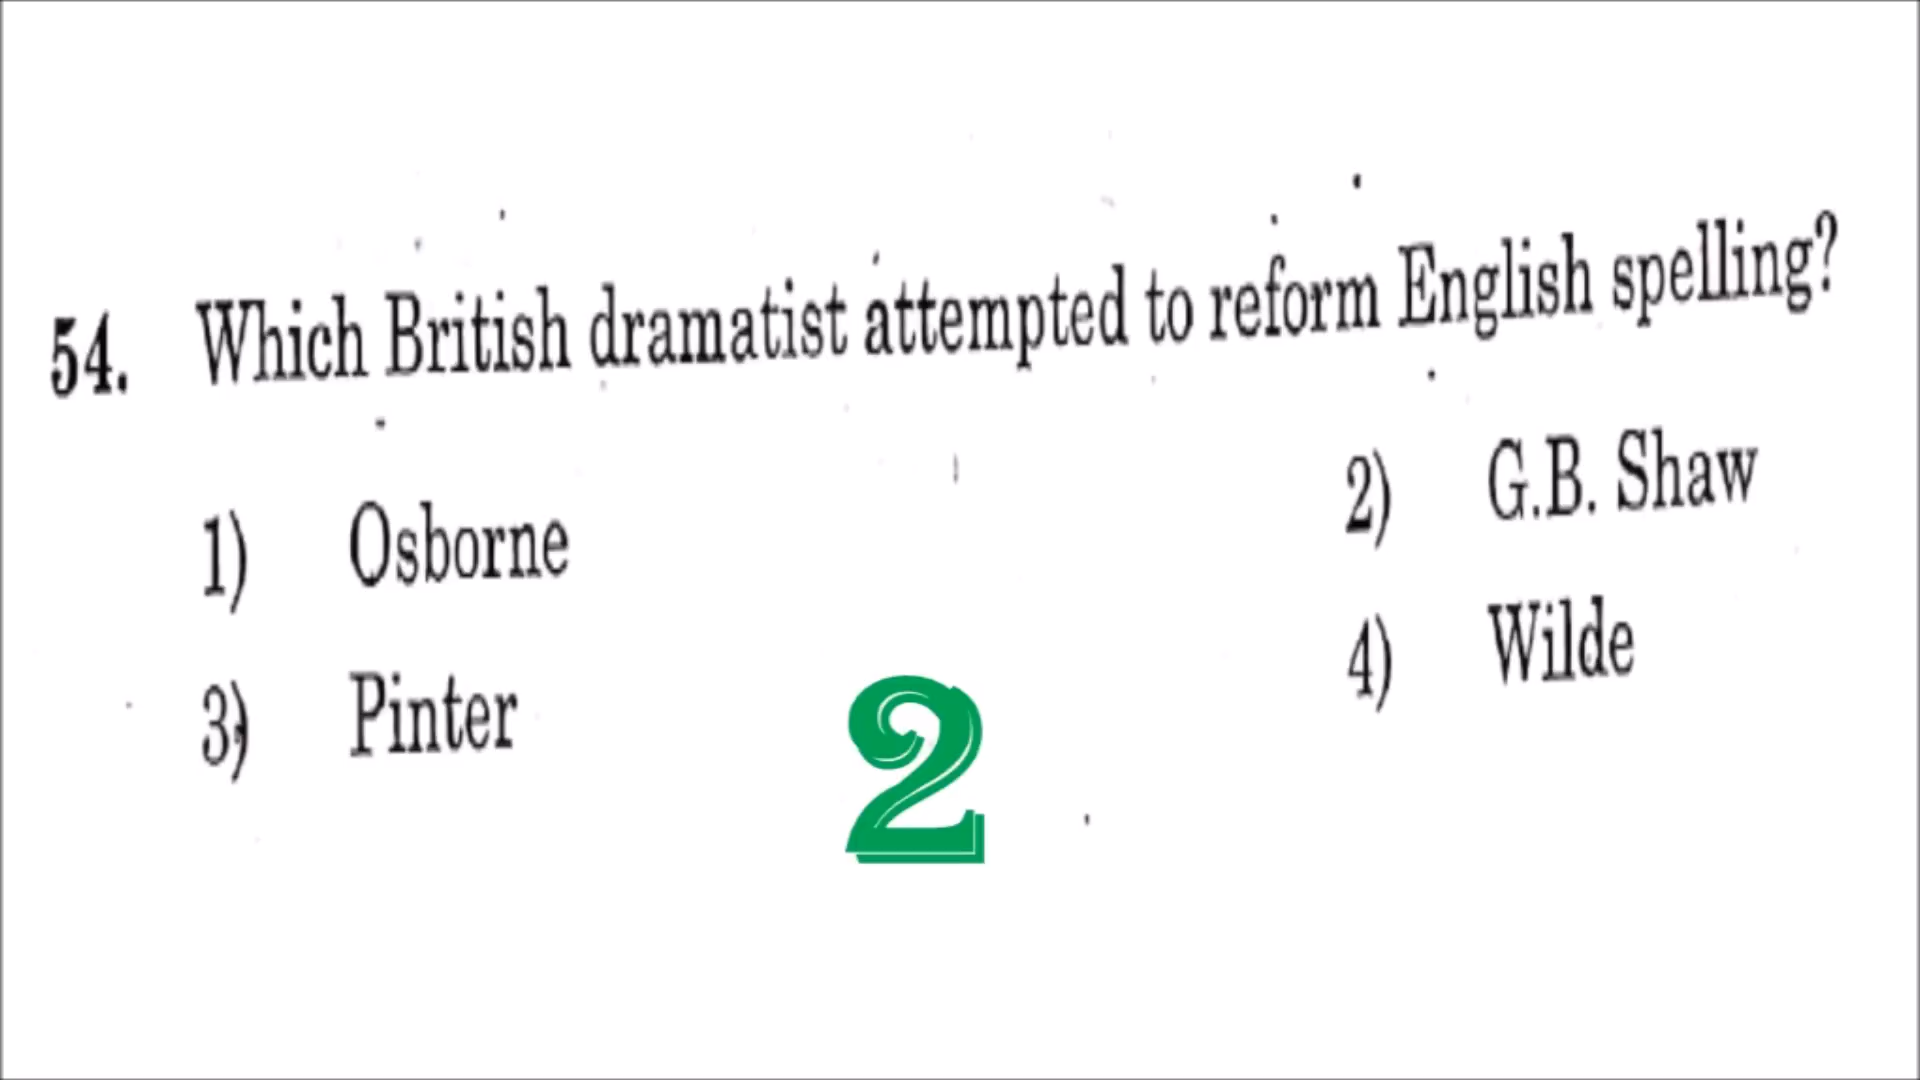 54. Which British dramatist attempted to reform English spelling?
1) Osborne 2) G.B. Shaw
3) Pinter 4) Wilde
2